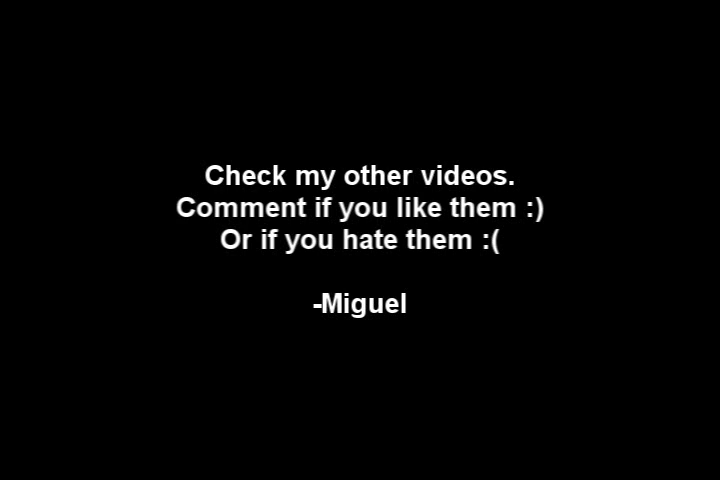 Check my other videos.
Comment if you like them :)
Or if you hate them :(
-Miguel